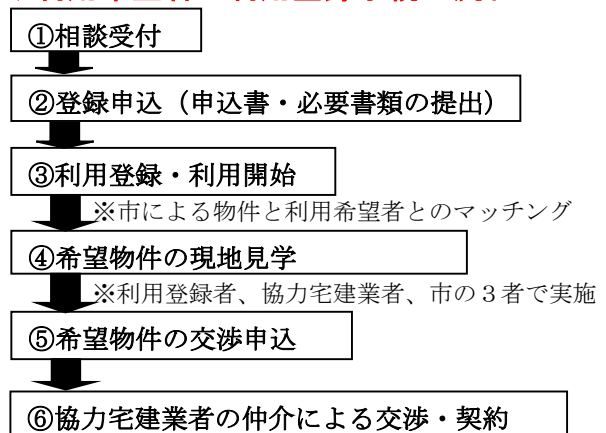 ①相談受付
②登録申込（申込書・必要書類の提出）
③利用登録・利用開始
※市による物件と利用希望者とのマッチング
④希望物件の現地見学
※利用登録者、協力宅建業者、市の３者で実施
⑤希望物件の交渉申込
⑥協力宅建業者の仲介による交渉・契約